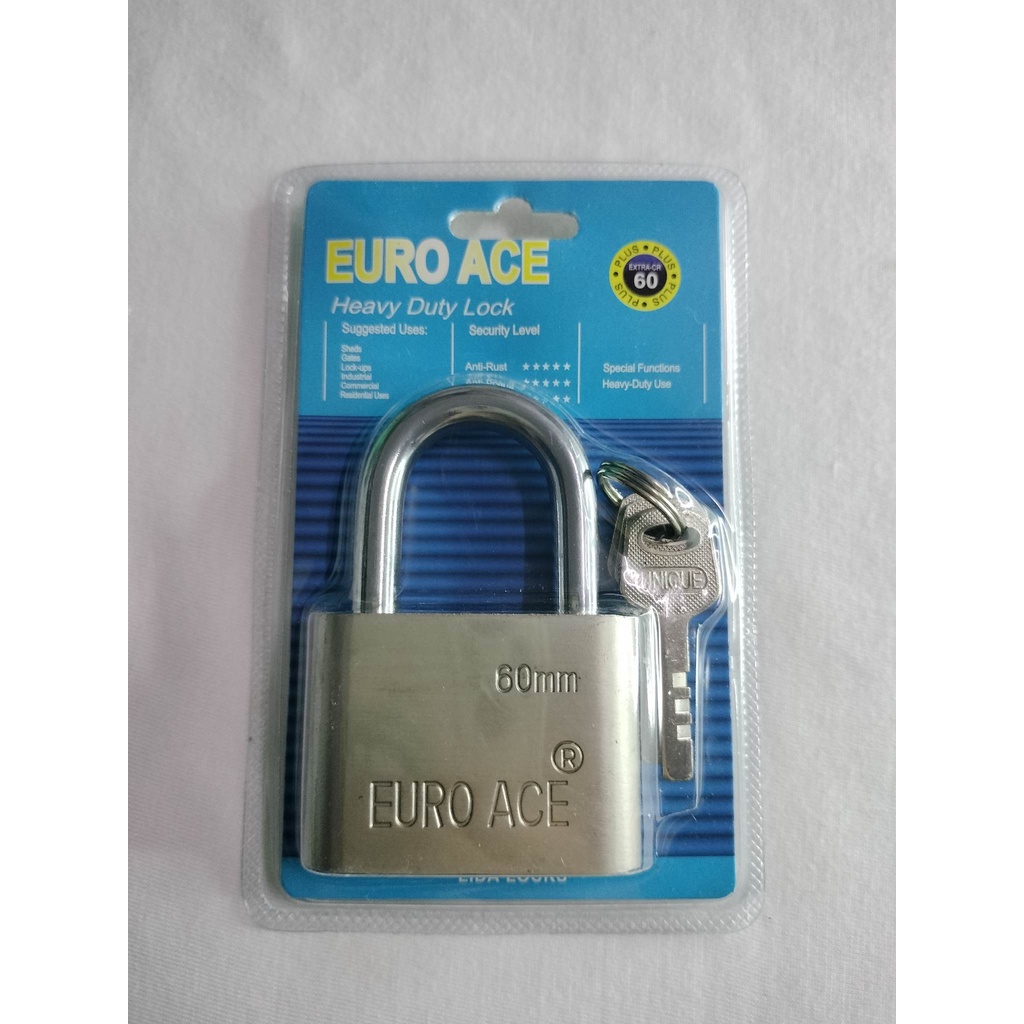 EURO ACE
Heavy Duty Lock
PLUS • PLUS • PLUS • PLUS •
EXTRA-CR
60
Suggested Uses:
Sheds
Gates
Lock-ups
Industrial
Commercial
Residential Uses
Security Level
Anti-Rust ★★★★★
★★★★★
Special Functions
Heavy-Duty Use
UNIQUE
60mm
®
EURO ACE